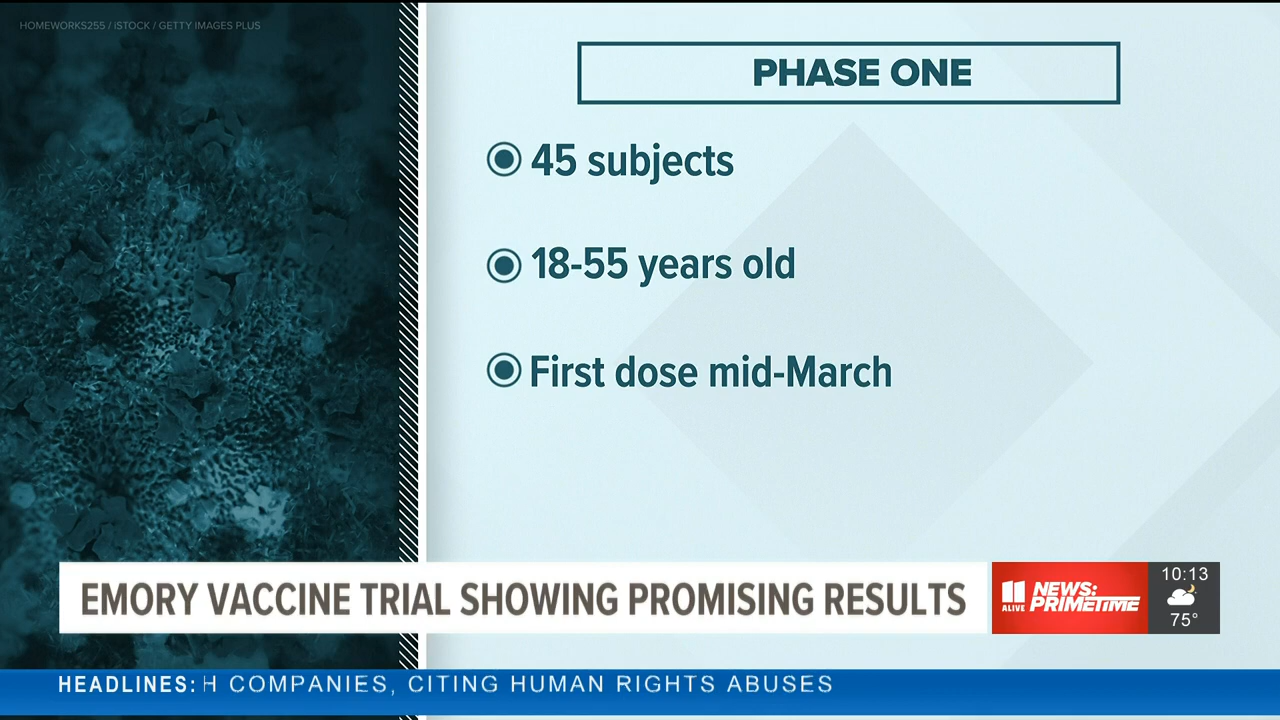 HOMEWORKS255 / iSTOCK / GETTY IMAGES PLUS
PHASE ONE
45 subjects
18-55 years old
First dose mid-March
EMORY VACCINE TRIAL SHOWING PROMISING RESULTS
11 ALIVE NEWS: PRIMETIME
10:13
75°
HEADLINES: H COMPANIES, CITING HUMAN RIGHTS ABUSES